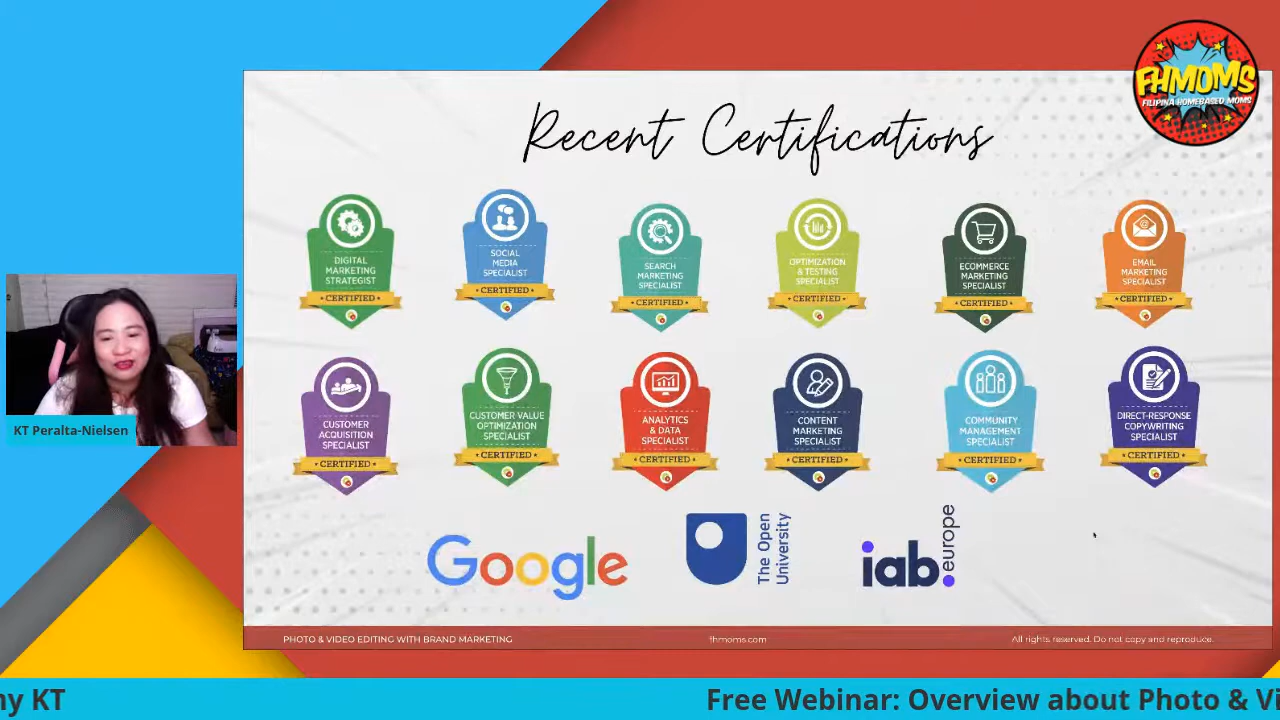 FHMOMS
FILIPINA HOMEBASED MOMS
Recent Certifications
DIGITAL
MARKETING
STRATEGIST
CERTIFIED
SOCIAL
MEDIA
SPECIALIST
CERTIFIED
SEARCH
MARKETING
SPECIALIST
CERTIFIED
OPTIMIZATION
& TESTING
SPECIALIST
CERTIFIED
ECOMMERCE
MARKETING
SPECIALIST
CERTIFIED
EMAIL
MARKETING
SPECIALIST
CERTIFIED
CUSTOMER
ACQUISITION
SPECIALIST
CERTIFIED
CUSTOMER VALUE
OPTIMIZATION
SPECIALIST
CERTIFIED
ANALYTICS
& DATA
SPECIALIST
CERTIFIED
CONTENT
MARKETING
SPECIALIST
CERTIFIED
COMMUNITY
MANAGEMENT
SPECIALIST
CERTIFIED
DIRECT-RESPONSE
COPYWRITING
SPECIALIST
CERTIFIED
KT Peralta-Nielsen
Google
The Open
University
iab.europe
PHOTO & VIDEO EDITING WITH BRAND MARKETING
fhmoms.com
All rights reserved. Do not copy and reproduce.
ny KT
Free Webinar: Overview about Photo & Vi